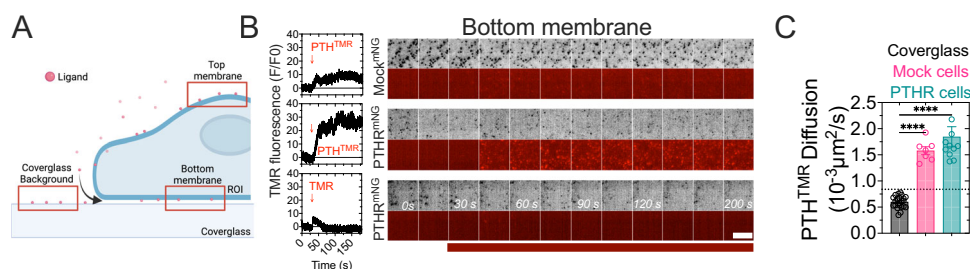 A
Ligand
Top
membrane
Coverglass
Background
Bottom
membrane
ROI
Coverglass
B
Bottom membrane
TMR fluorescence (F/F0)
40
30
20
10
0
PTHTMR
40
30
20
10
0
PTHTMR
40
30
20
10
0
TMR
0 50 100 150
Time (s)
MockmNG
PTHRmNG
PTHRmNG
0s 30 s 60 s 90 s 120 s 200 s
C
Coverglass
Mock cells
PTHR cells
PTHTMR Diffusion
(10-3μm2/s)
2.5
2.0
1.5
1.0
0.5
0.0
****
****